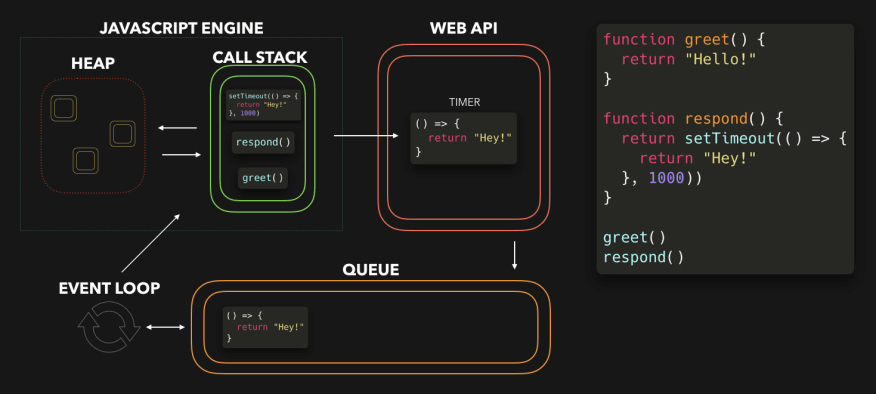 JAVASCRIPT ENGINE
HEAP
CALL STACK
setTimeout(() => {
return "Hey!"
}, 1000)
respond()
greet()
WEB API
TIMER
() => {
return "Hey!"
}
EVENT LOOP
QUEUE
() => {
return "Hey!"
}
function greet() {
return "Hello!"
}
function respond() {
return setTimeout(() => {
return "Hey!"
}, 1000))
}
greet()
respond()